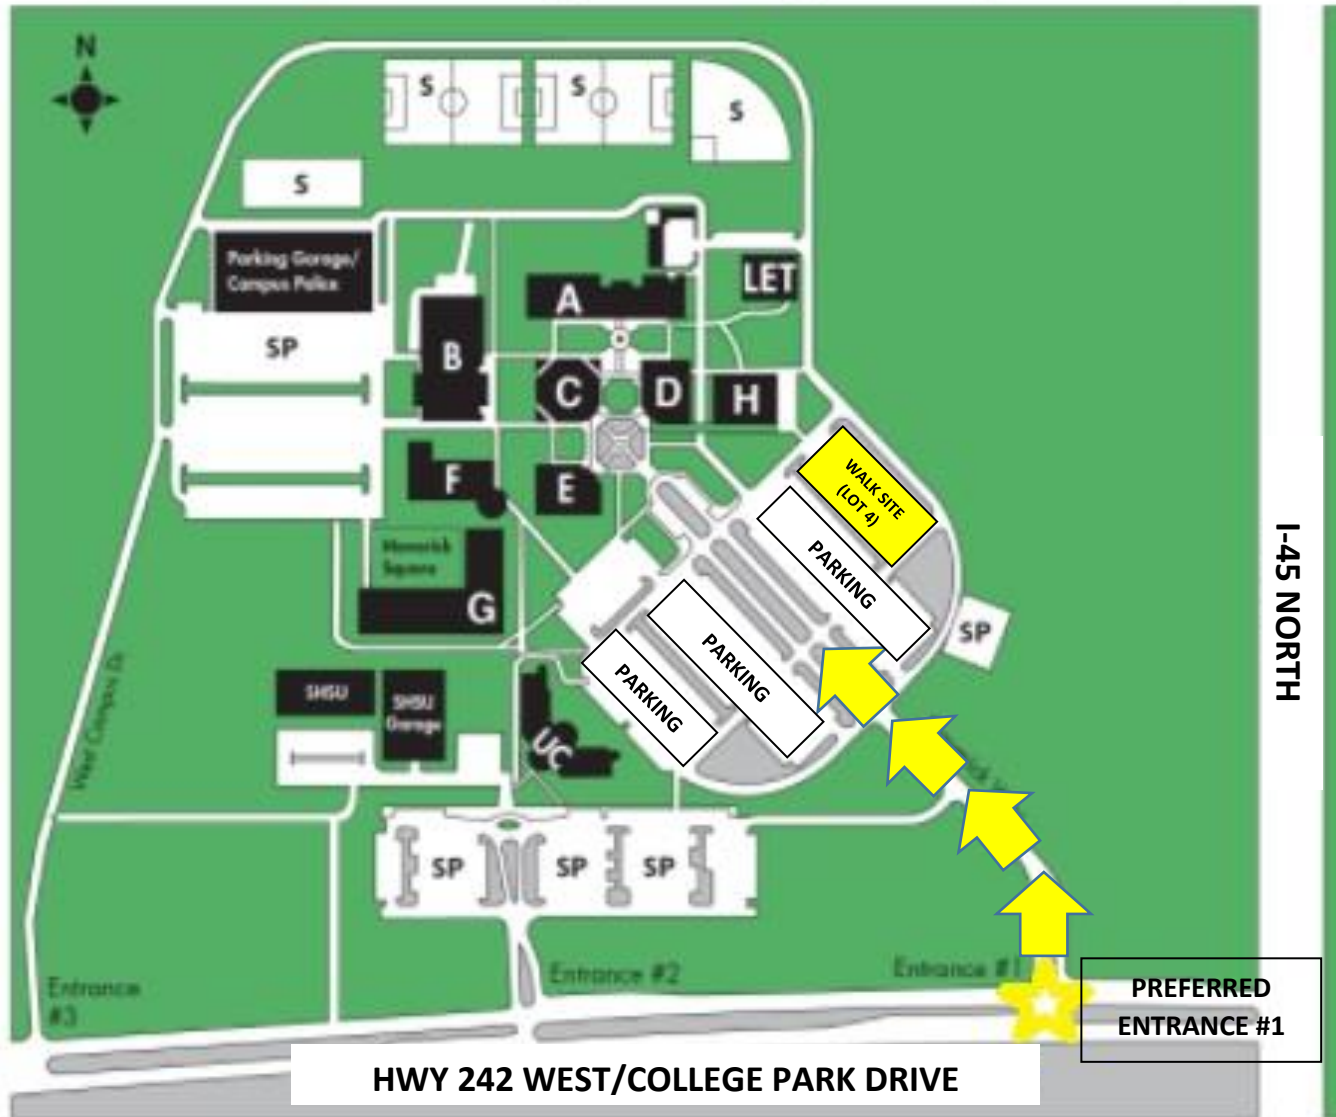 N
S
S
S
S
Parking Garage/
Campus Police
LET
A
SP
B
C
D
H
WALK SITE
(LOT 4)
F
E
PARKING
I-45 NORTH
Maverick
Square
G
SP
PARKING
PARKING
West Campus Dr
SHSU
SHSU
Garage
UC
SP
SP
SP
Entrance
#3
Entrance #2
Entrance #1
PREFERRED
ENTRANCE #1
HWY 242 WEST/COLLEGE PARK DRIVE